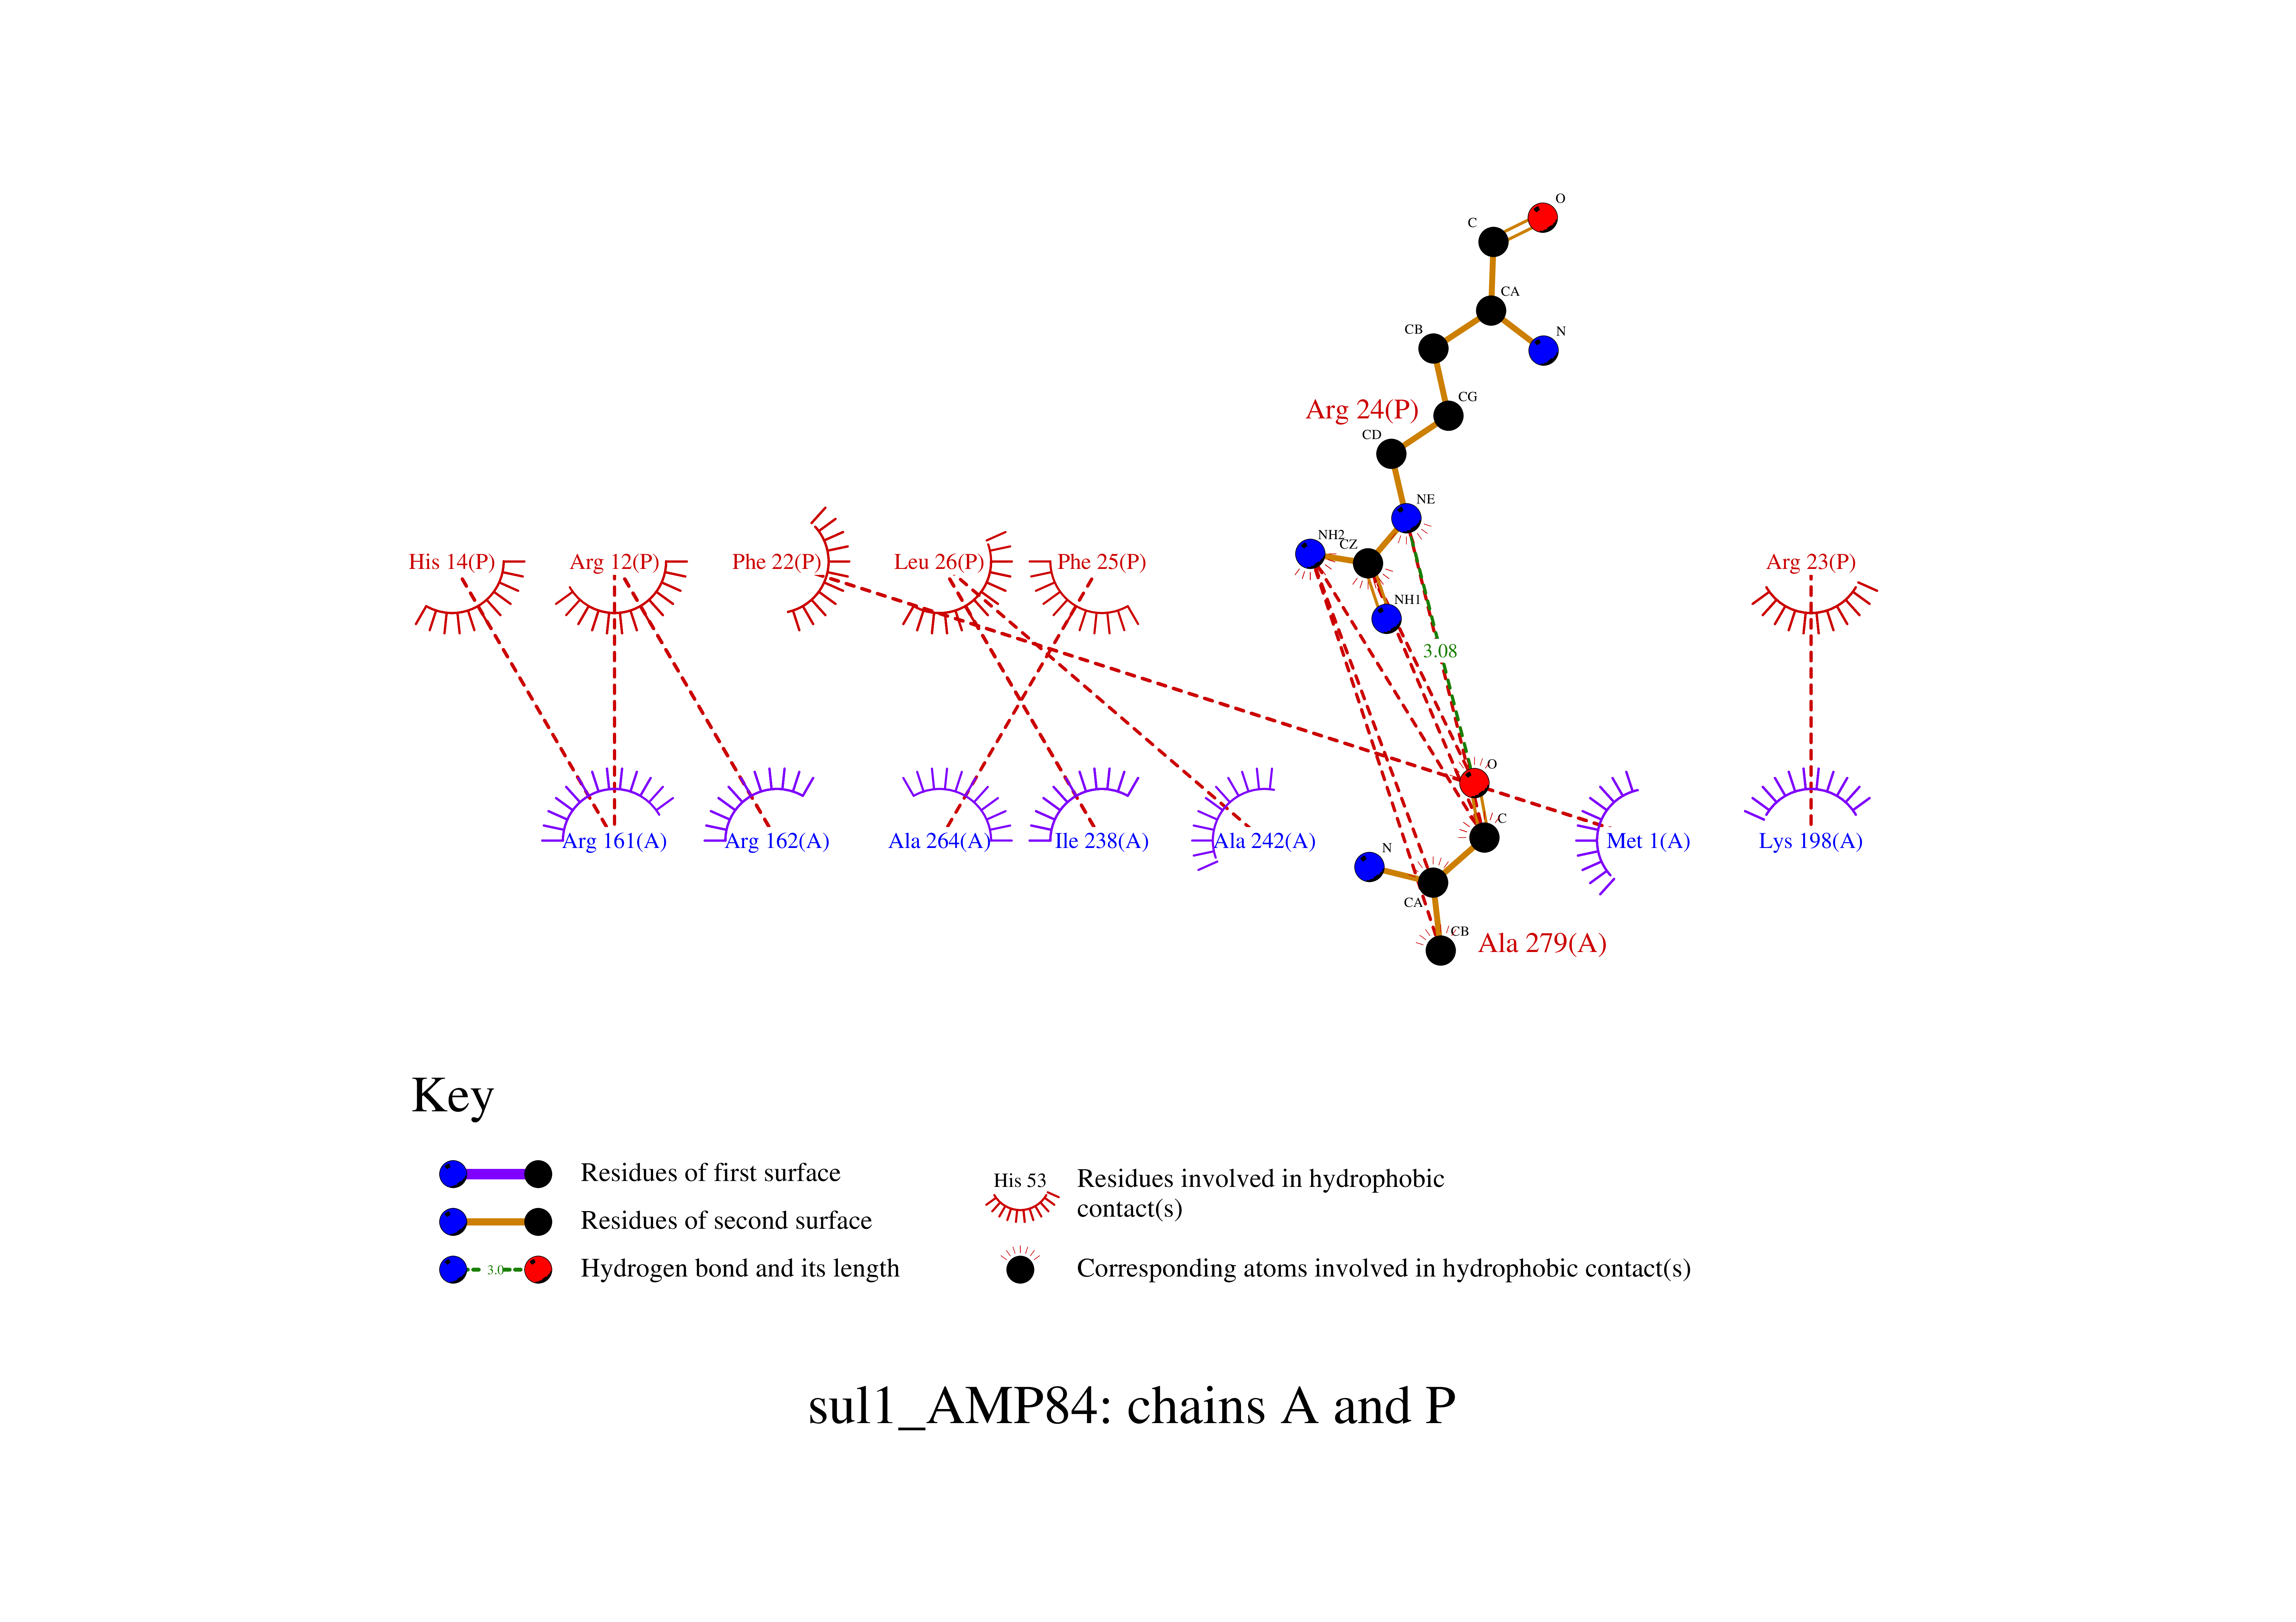 O
C
CA
N
CB
CG
Arg 24(P)
CD
NE
NH2
CZ
His 14(P) Arg 12(P) Phe 22(P) Leu 26(P) Phe 25(P) Arg 23(P)
NH1
3.08
O
C
Arg 161(A) Arg 162(A) Ala 264(A) Ile 238(A) Ala 242(A) Met 1(A) Lys 198(A)
N
CA
CB
Ala 279(A)
Key
Residues of first surface
Residues of second surface
3.0
Hydrogen bond and its length
His 53
Residues involved in hydrophobic
contact(s)
Corresponding atoms involved in hydrophobic contact(s)
sul1_AMP84: chains A and P